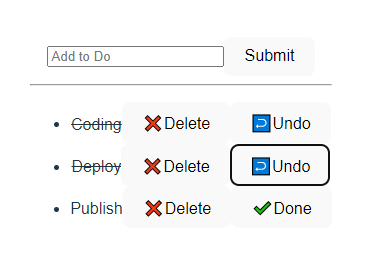 Add to Do Submit
Coding ❌Delete ↩Undo
Deploy ❌Delete ↩Undo
Publish ❌Delete ✔Done